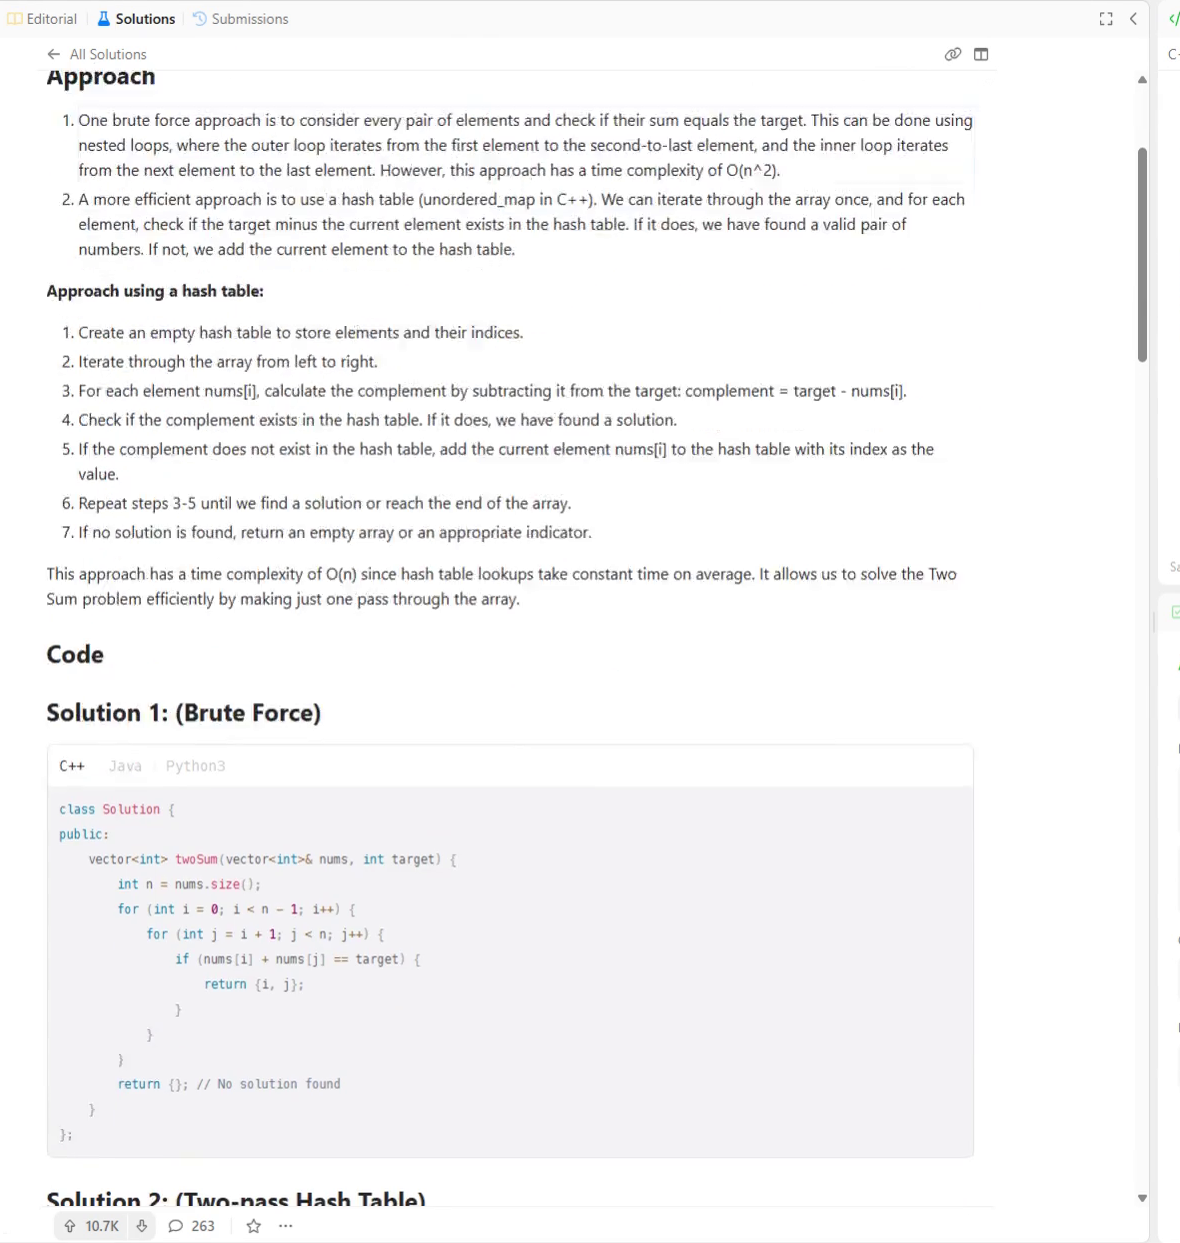 Editorial Solutions Submissions
All Solutions
Approach
1. One brute force approach is to consider every pair of elements and check if their sum equals the target. This can be done using
nested loops, where the outer loop iterates from the first element to the second-to-last element, and the inner loop iterates
from the next element to the last element. However, this approach has a time complexity of O(n^2).
2. A more efficient approach is to use a hash table (unordered_map in C++). We can iterate through the array once, and for each
element, check if the target minus the current element exists in the hash table. If it does, we have found a valid pair of
numbers. If not, we add the current element to the hash table.
Approach using a hash table:
1. Create an empty hash table to store elements and their indices.
2. Iterate through the array from left to right.
3. For each element nums[i], calculate the complement by subtracting it from the target: complement = target - nums[i].
4. Check if the complement exists in the hash table. If it does, we have found a solution.
5. If the complement does not exist in the hash table, add the current element nums[i] to the hash table with its index as the
value.
6. Repeat steps 3-5 until we find a solution or reach the end of the array.
7. If no solution is found, return an empty array or an appropriate indicator.
This approach has a time complexity of O(n) since hash table lookups take constant time on average. It allows us to solve the Two
Sum problem efficiently by making just one pass through the array.
Code
Solution 1: (Brute Force)
C++ Java Python3
class Solution {
public:
    vector<int> twoSum(vector<int>& nums, int target) {
        int n = nums.size();
        for (int i = 0; i < n - 1; i++) {
            for (int j = i + 1; j < n; j++) {
                if (nums[i] + nums[j] == target) {
                    return {i, j};
                }
            }
        }
        return {}; // No solution found
    }
};
Solution 2: (Two-pass Hash Table)
10.7K 263